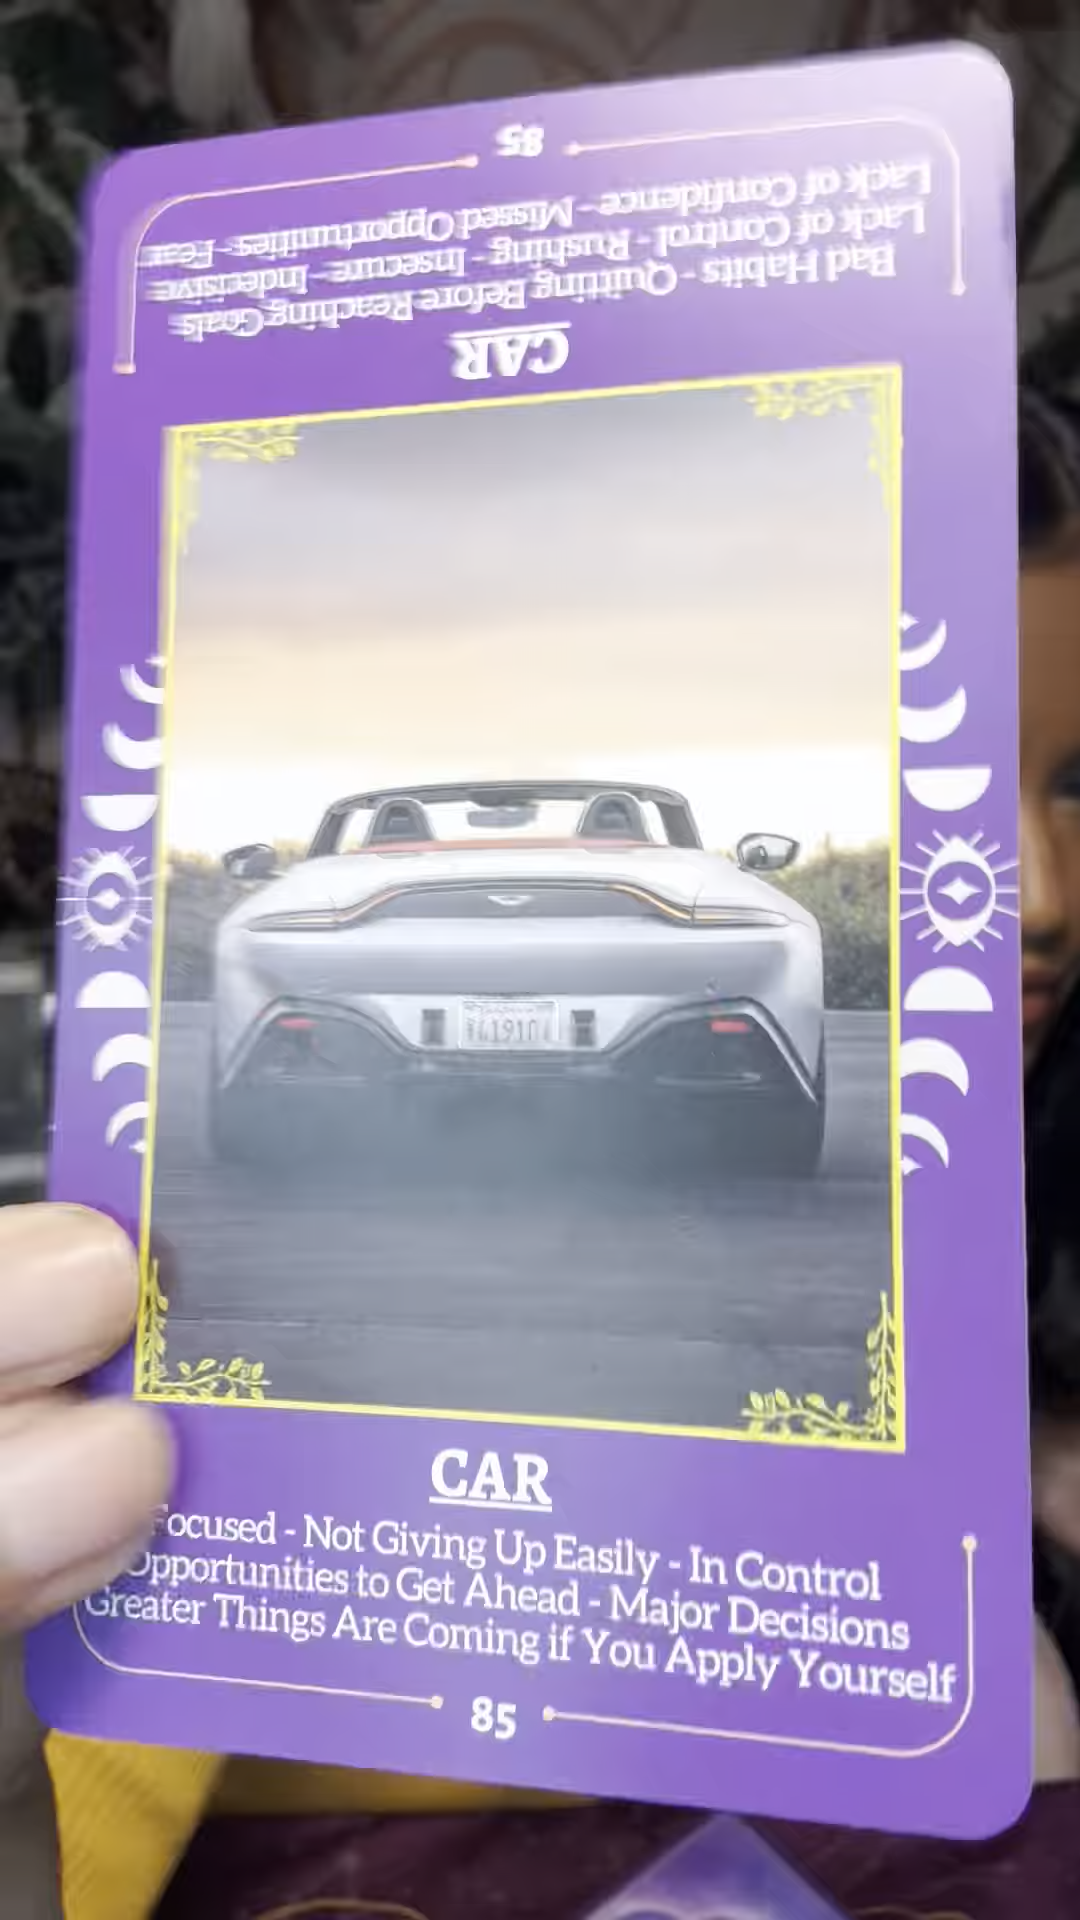 85
Lack of Confidence - Missed Opportunities - Fear
Lack of Control - Rushing - Insecure - Indecisive
Bad Habits - Quitting Before Reaching Goals
CAR
CAR
Focused - Not Giving Up Easily - In Control
Opportunities to Get Ahead - Major Decisions
Greater Things Are Coming if You Apply Yourself
85